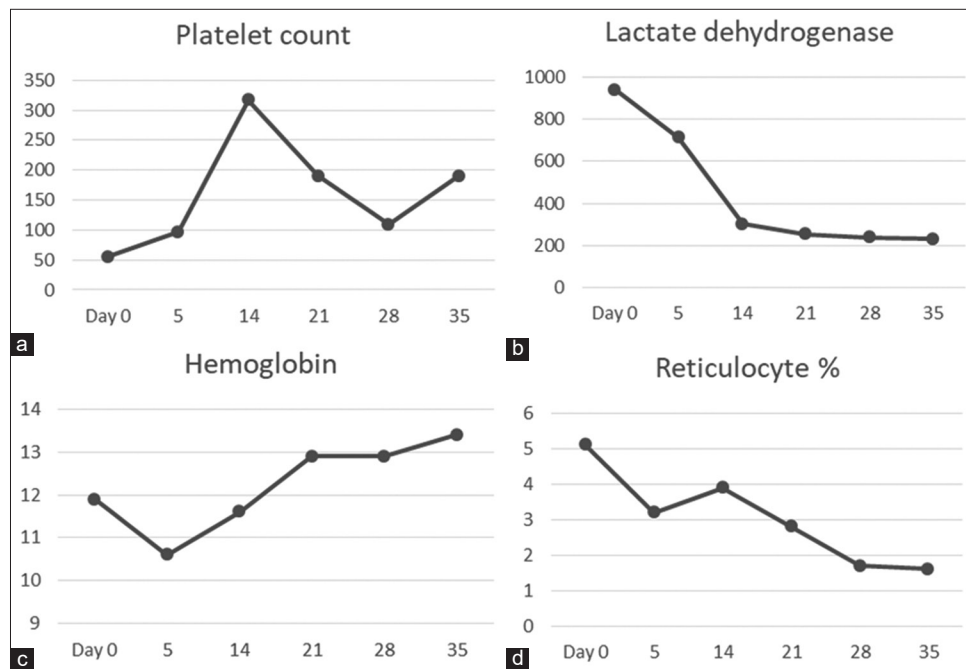 Platelet count
350
300
250
200
150
100
50
0
Day 0 5 14 21 28 35
a
Lactate dehydrogenase
1000
800
600
400
200
0
Day 0 5 14 21 28 35
b
Hemoglobin
14
13
12
11
10
9
Day 0 5 14 21 28 35
c
Reticulocyte %
6
5
4
3
2
1
0
Day 0 5 14 21 28 35
d